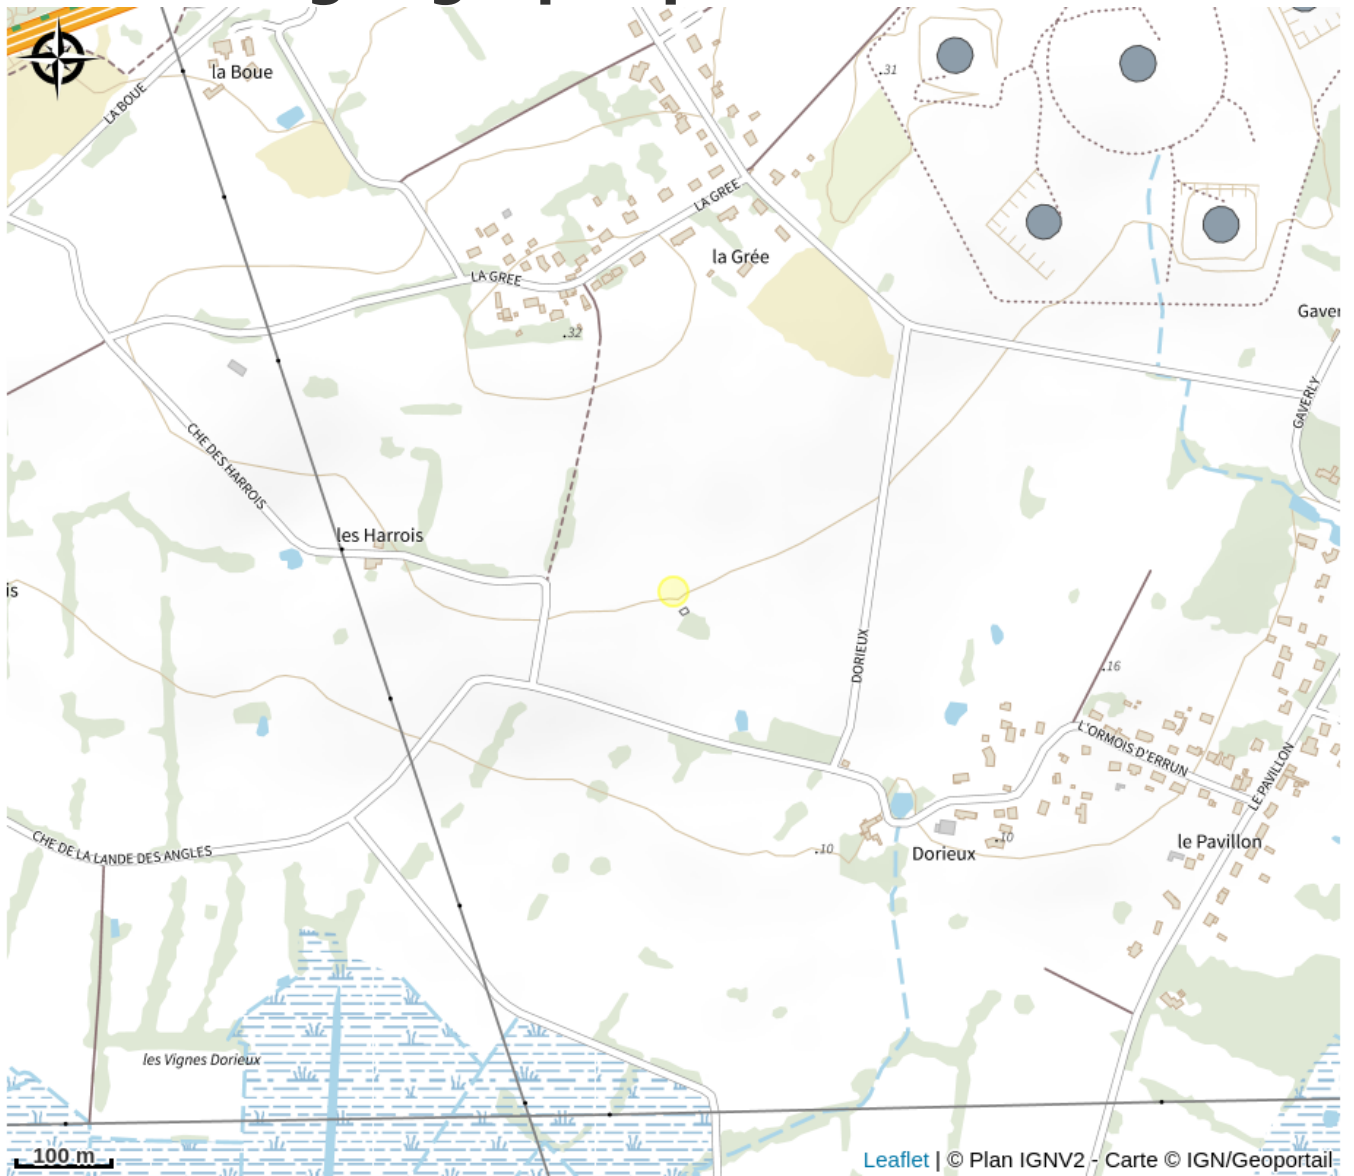 la Boue
LA BOUE
31
LA GREE
la Grée
LA GREE
Gaver
32
GAVERLY
CHE DES HARROIS
les Harrois
is
DORIEUX
16
L'ORMOIS D'ERRUN
LE PAVILLON
CHE DE LA LANDE DES ANGLES
10
Dorieux
10
le Pavillon
les Vignes Dorieux
100 m
Leaflet | © Plan IGNV2 - Carte © IGN/Geoportail